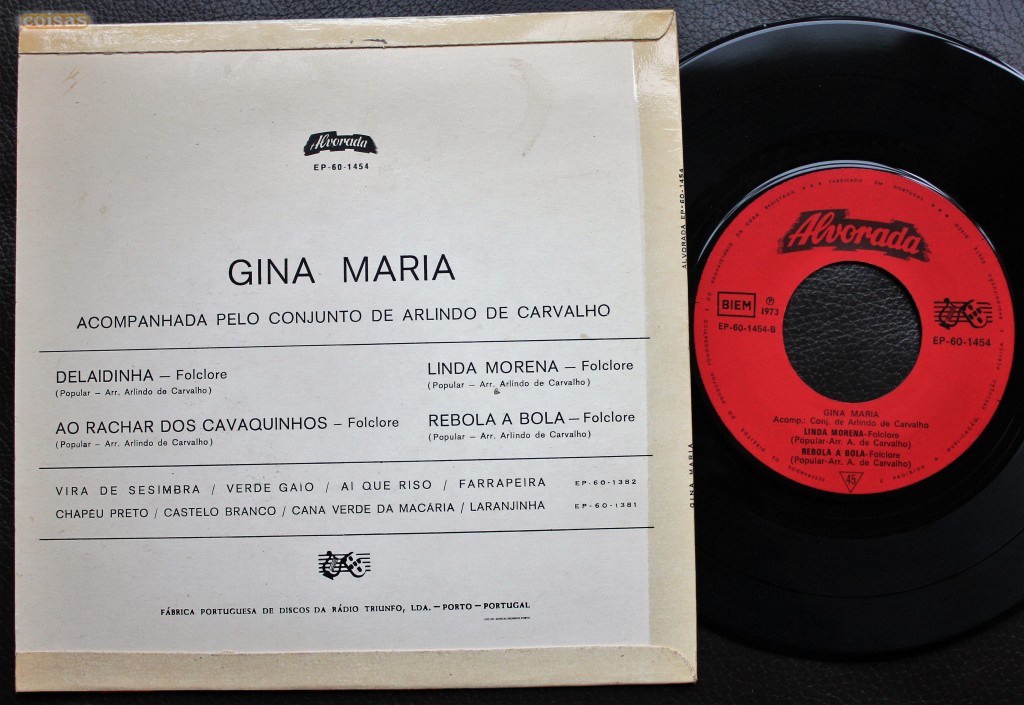 coisas
Alvorada
EP-60-1454
GINA MARIA
ACOMPANHADA PELO CONJUNTO DE ARLINDO DE CARVALHO
DELAIDINHA — Folclore
(Popular — Arr. Arlindo de Carvalho)
LINDA MORENA — Folclore
(Popular — Arr. Arlindo de Carvalho)
AO RACHAR DOS CAVAQUINHOS — Folclore
(Popular — Arr. Arlindo de Carvalho)
REBOLA A BOLA — Folclore
(Popular — Arr. Arlindo de Carvalho)
VIRA DE SESIMBRA / VERDE GAIO / AI QUE RISO / FARRAPEIRA EP-60-1382
CHAPÉU PRETO / CASTELO BRANCO / CANA VERDE DA MACÁRIA / LARANJINHA EP-60-1381
FÁBRICA PORTUGUESA DE DISCOS DA RÁDIO TRIUNFO, LDA. — PORTO — PORTUGAL
ALVORADA EP-60-1454
GINA MARIA
Alvorada
BIEM
℗
1973
EP-60-1454-B
EP-60-1454
GINA MARIA
Acomp.: Conj. de Arlindo de Carvalho
LINDA MORENA-Folclore
(Popular-Arr. A. de Carvalho)
REBOLA A BOLA-Folclore
(Popular-Arr. A. de Carvalho)
45
FABRICADO EM PORTUGAL